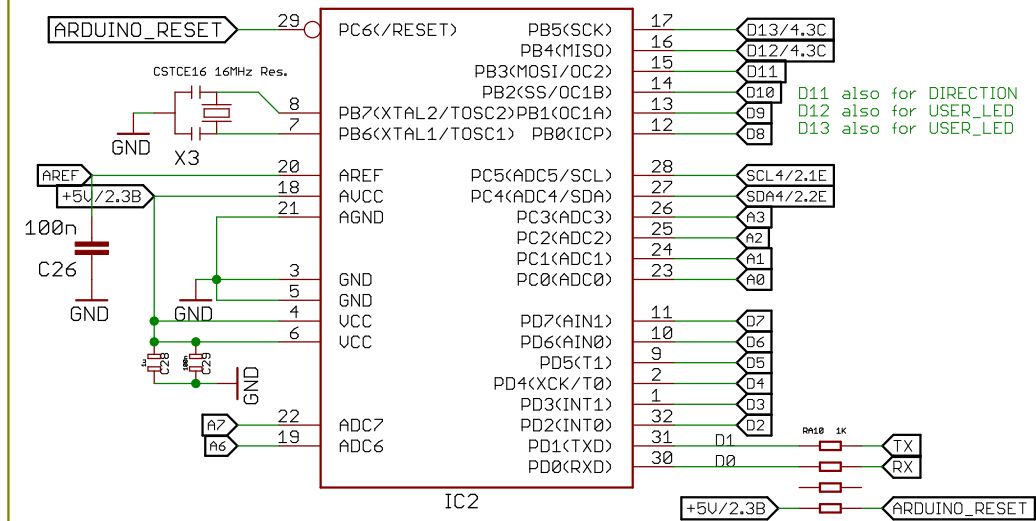 ARDUINO_RESET
29
PC6(/RESET)
CSTCE16 16MHz Res.
8
PB7(XTAL2/TOSC2)
7
PB6(XTAL1/TOSC1)
GND
X3
AREF
20
AREF
+5V/2.3B
18
AVCC
21
AGND
100n
C26
GND
3
GND
GND
5
GND
4
VCC
6
VCC
1u
C28
100n
C29
GND
A7
22
ADC7
A6
19
ADC6
PB5(SCK)
17
D13/4.3C
PB4(MISO)
16
D12/4.3C
PB3(MOSI/OC2)
15
D11
PB2(SS/OC1B)
14
D10
PB1(OC1A)
13
D9
PB0(ICP)
12
D8
D11 also for DIRECTION
D12 also for USER_LED
D13 also for USER_LED
PC5(ADC5/SCL)
28
SCL4/2.1E
PC4(ADC4/SDA)
27
SDA4/2.2E
PC3(ADC3)
26
A3
PC2(ADC2)
25
A2
PC1(ADC1)
24
A1
PC0(ADC0)
23
A0
PD7(AIN1)
11
D7
PD6(AIN0)
10
D6
PD5(T1)
9
D5
PD4(XCK/T0)
2
D4
PD3(INT1)
1
D3
PD2(INT0)
32
D2
PD1(TXD)
31
D1
RA10 1K
TX
PD0(RXD)
30
D0
RX
+5V/2.3B
ARDUINO_RESET
IC2